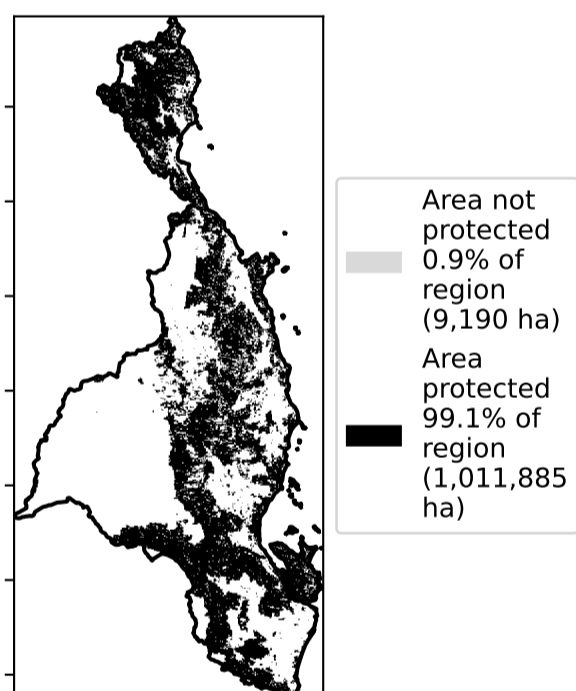 Area not
protected
0.9% of
region
(9,190 ha)
Area
protected
99.1% of
region
(1,011,885
ha)